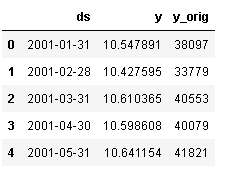 ds y y_orig
0 2001-01-31 10.547891 38097
1 2001-02-28 10.427595 33779
2 2001-03-31 10.610365 40553
3 2001-04-30 10.598608 40079
4 2001-05-31 10.641154 41821